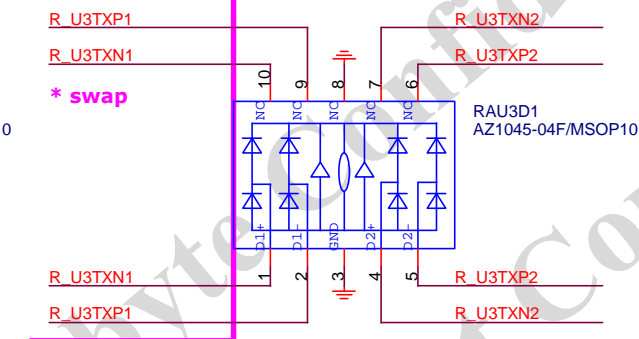 R_U3TXP1
R_U3TXN2
R_U3TXN1
R_U3TXP2
* swap
10 9 8 7 6
NC NC NC NC NC
RAU3D1
AZ1045-04F/MSOP10
0
D1+ D1- GND D2+ D2-
1 2 3 4 5
R_U3TXN1
R_U3TXP2
R_U3TXP1
R_U3TXN2